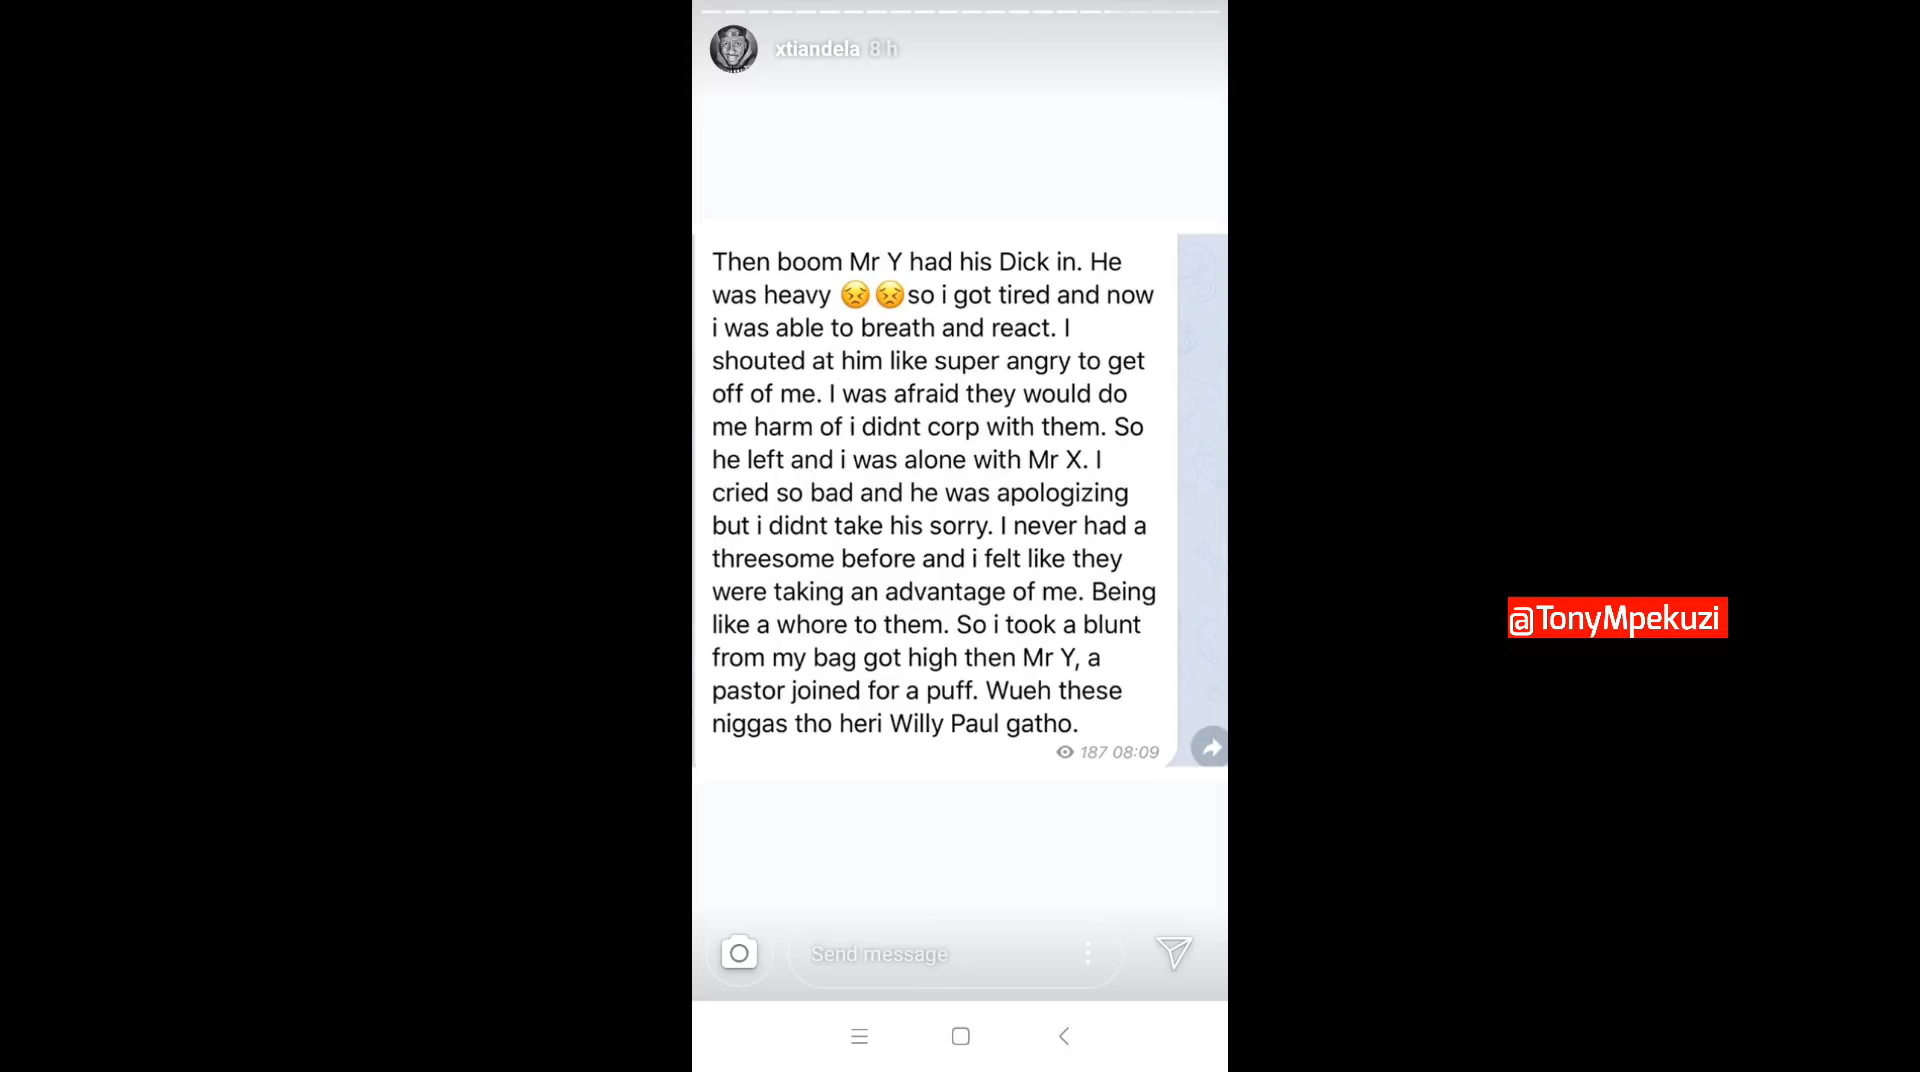 xtiandela 8 h
Then boom Mr Y had his Dick in. He
was heavy 😣😣so i got tired and now
i was able to breath and react. I
shouted at him like super angry to get
off of me. I was afraid they would do
me harm of i didnt corp with them. So
he left and i was alone with Mr X. I
cried so bad and he was apologizing
but i didnt take his sorry. I never had a
threesome before and i felt like they
were taking an advantage of me. Being
like a whore to them. So i took a blunt
from my bag got high then Mr Y, a
pastor joined for a puff. Wueh these
niggas tho heri Willy Paul gatho.
187 08:09
@TonyMpekuzi
Send message